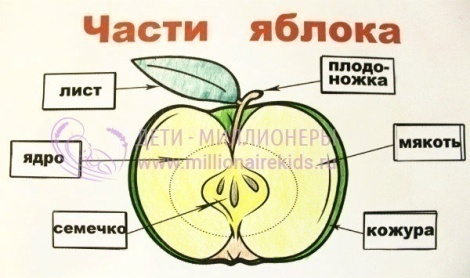 Части яблока
лист
плодо-
ножка
ДЕТИ - МИЛЛИОНЕРЫ
www.millionairekids.ru
ядро
мякоть
семечко
кожура